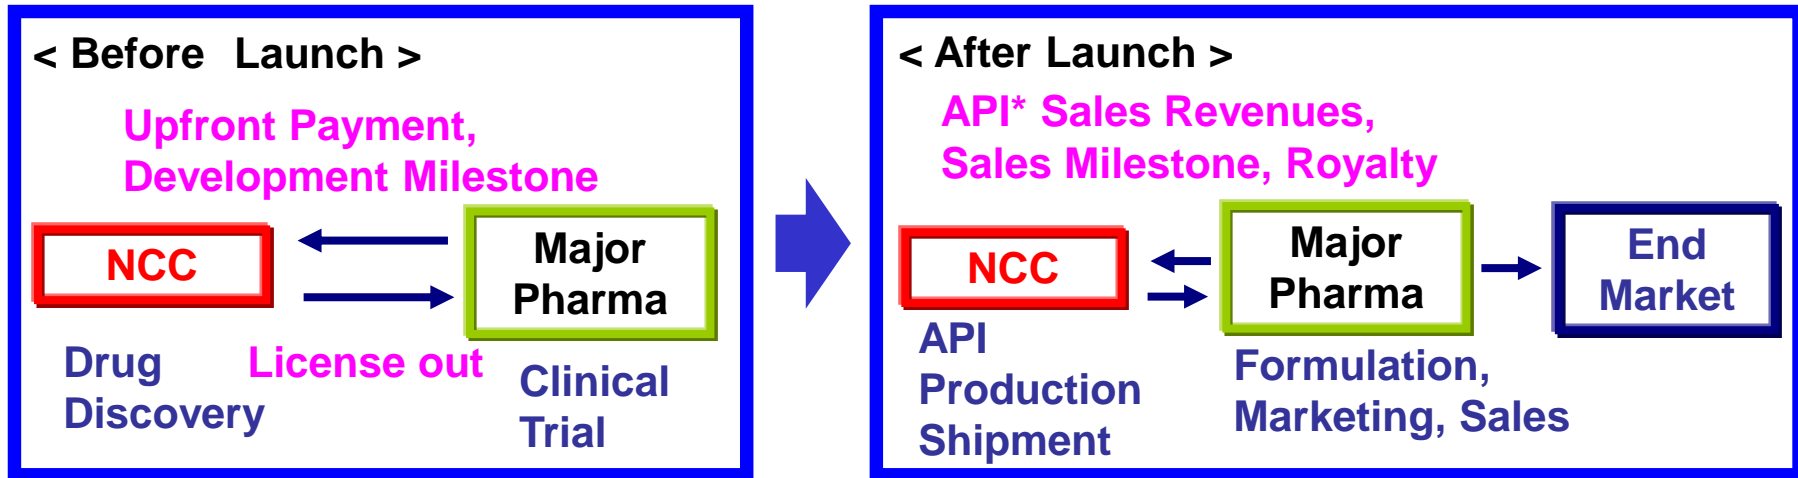 < Before Launch >
Upfront Payment,
Development Milestone
NCC
Major
Pharma
Drug
Discovery
License out
Clinical
Trial
< After Launch >
API* Sales Revenues,
Sales Milestone, Royalty
NCC
Major
Pharma
End
Market
API
Production
Shipment
Formulation,
Marketing, Sales